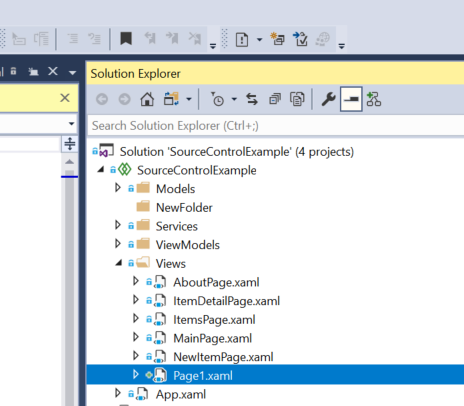 Solution Explorer
Search Solution Explorer (Ctrl+;)
Solution 'SourceControlExample' (4 projects)
SourceControlExample
Models
NewFolder
Services
ViewModels
Views
AboutPage.xaml
ItemDetailPage.xaml
ItemsPage.xaml
MainPage.xaml
NewItemPage.xaml
Page1.xaml
App.xaml